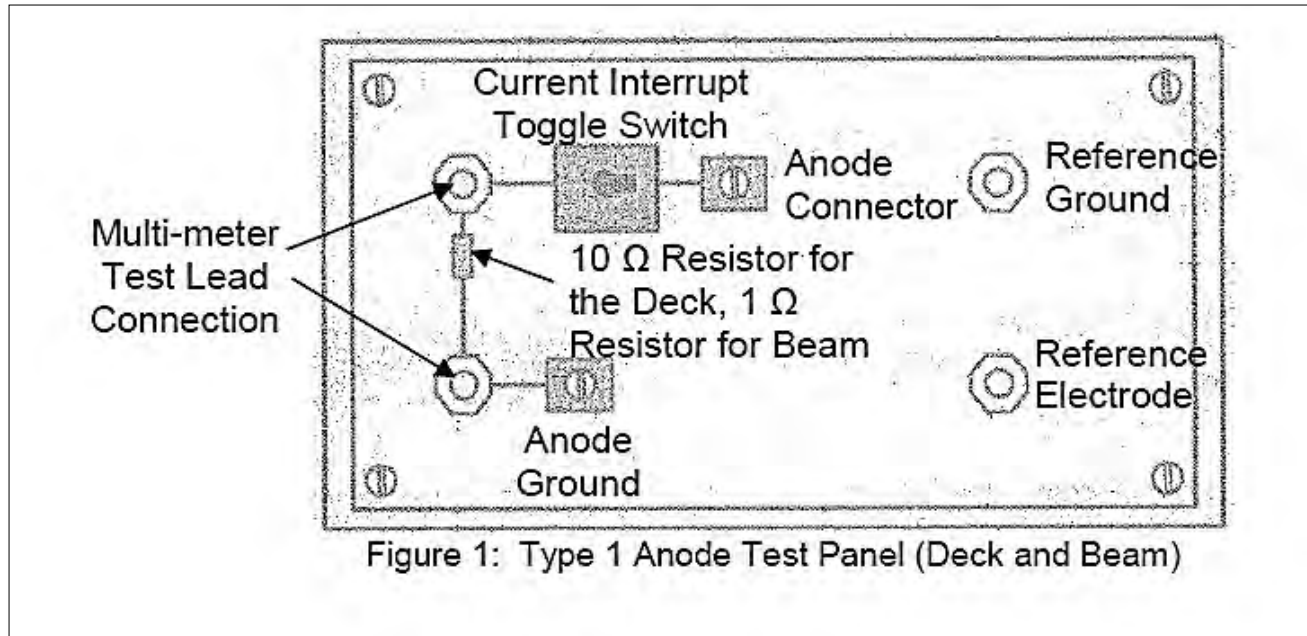 Current Interrupt
Toggle Switch
Anode
Connector
Reference
Ground
Multi-meter
Test Lead
Connection
10 Ω Resistor for
the Deck, 1 Ω
Resistor for Beam
Reference
Electrode
Anode
Ground
Figure 1: Type 1 Anode Test Panel (Deck and Beam)